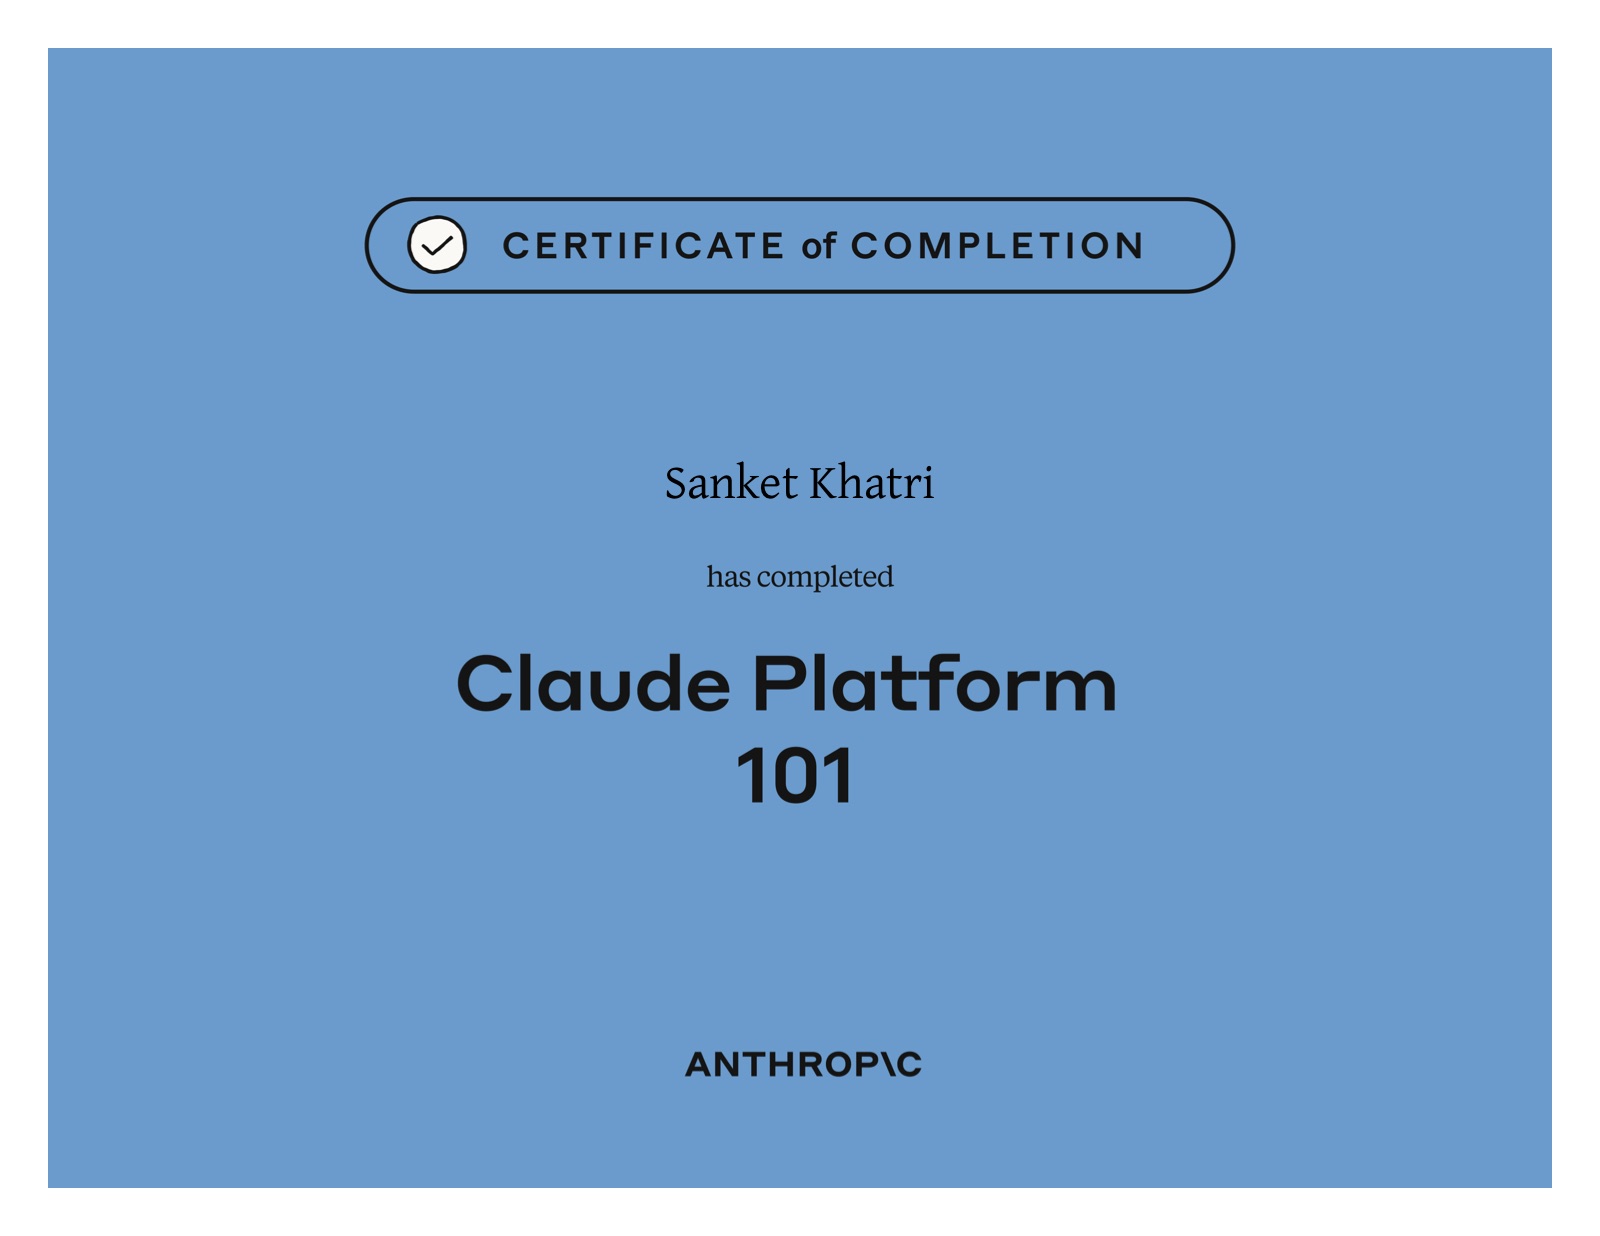 CERTIFICATE of COMPLETION
Sanket Khatri
has completed
Claude Platform
101
ANTHROP\C